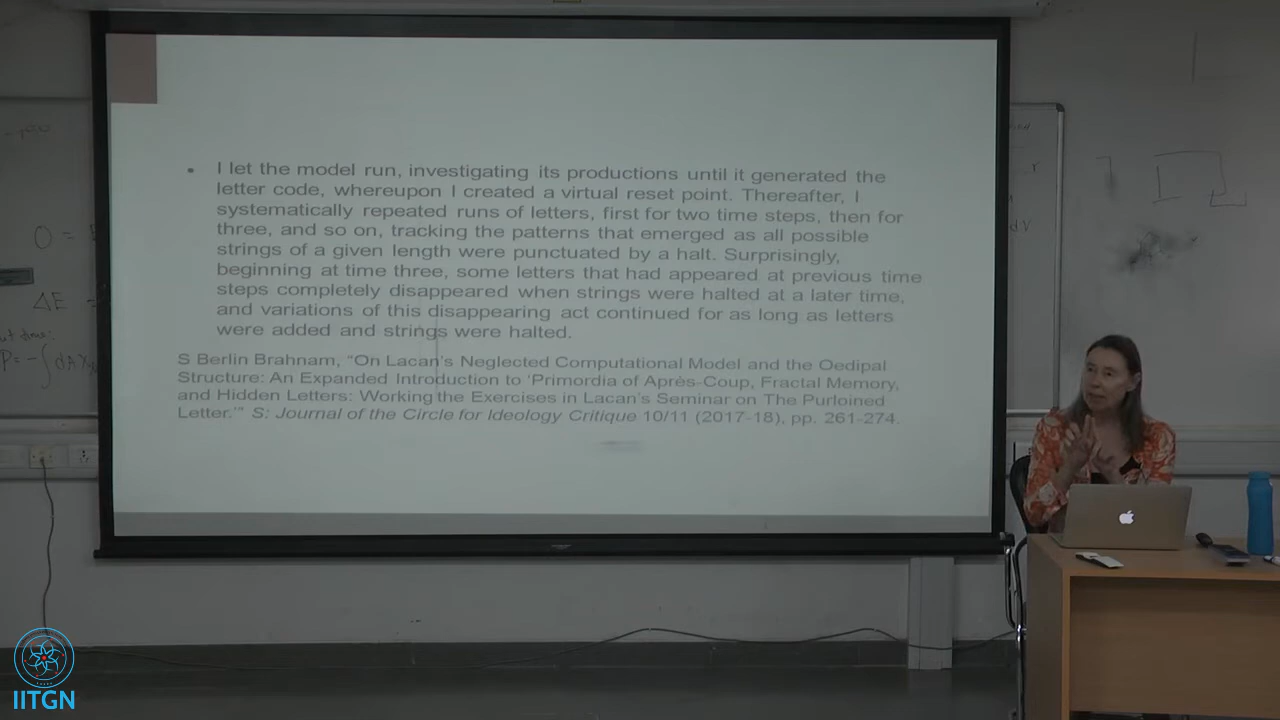 • I let the model run, investigating its productions until it generated the
letter code, whereupon I created a virtual reset point. Thereafter, I
systematically repeated runs of letters, first for two time steps, then for
three, and so on, tracking the patterns that emerged as all possible
strings of a given length were punctuated by a halt. Surprisingly,
beginning at time three, some letters that had appeared at previous time
steps completely disappeared when strings were halted at a later time,
and variations of this disappearing act continued for as long as letters
were added and strings were halted.
S Berlin Brahnam, "On Lacan's Neglected Computational Model and the Oedipal
Structure: An Expanded Introduction to 'Primordia of Après-Coup, Fractal Memory,
and Hidden Letters: Working the Exercises in Lacan's Seminar on The Purloined
Letter.'" S: Journal of the Circle for Ideology Critique 10/11 (2017-18), pp. 261-274.
0 =
ΔE =
dV
IITGN